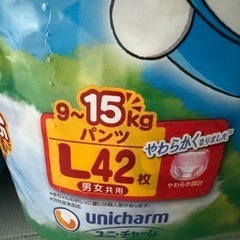 9~15kg
パンツ
やわらかくなりました
L42枚
男女共用
やわらか設計
unicharm
ユニ・チャーム